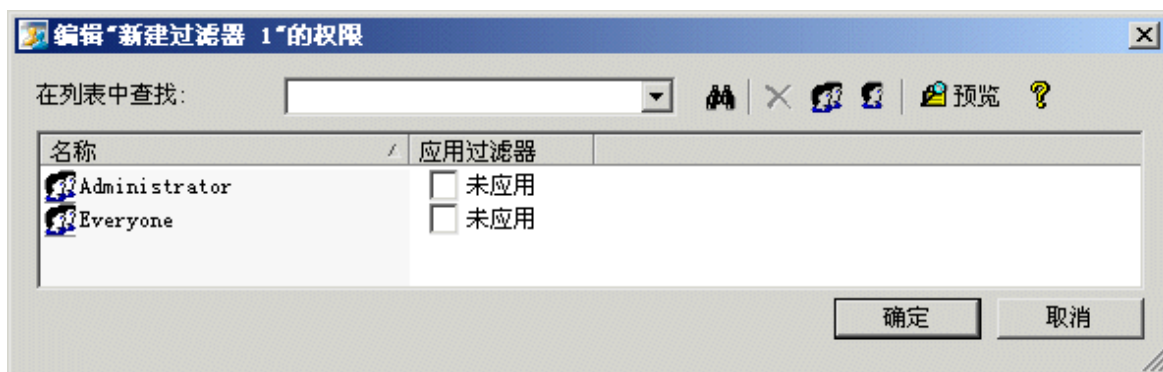 编辑“新建过滤器 1”的权限
在列表中查找: 预览
名称 应用过滤器
Administrator 未应用
Everyone 未应用
确定 取消